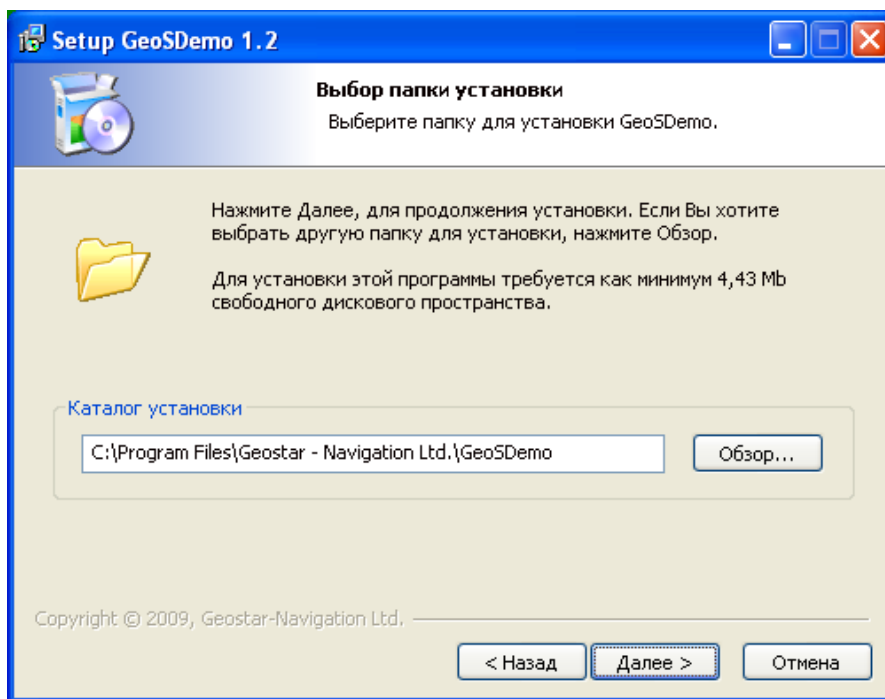 Setup GeoSDemo 1.2
Выбор папки установки
Выберите папку для установки GeoSDemo.
Нажмите Далее, для продолжения установки. Если Вы хотите
выбрать другую папку для установки, нажмите Обзор.
Для установки этой программы требуется как минимум 4,43 Mb
свободного дискового пространства.
Каталог установки
C:\Program Files\Geostar - Navigation Ltd.\GeoSDemo
Обзор...
Copyright © 2009, Geostar-Navigation Ltd.
< Назад
Далее >
Отмена